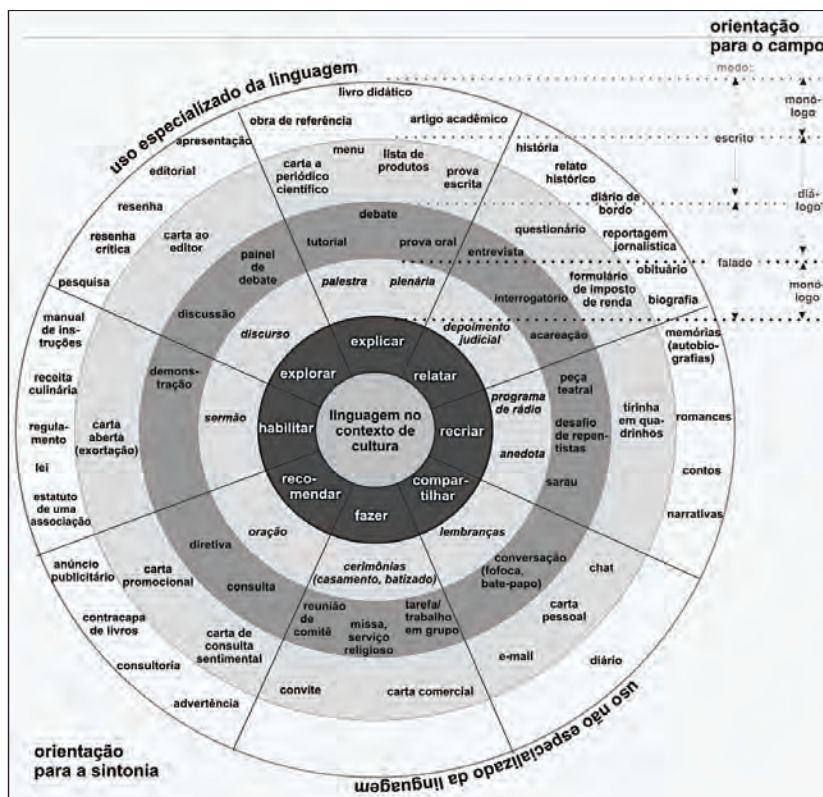 orientação
para o campo
modo:
monó-
logo
escrito
diá-
logo
falado
monó-
logo
uso especializado da linguagem
livro didático
obra de referência
artigo acadêmico
carta a
periódico
científico
menu
lista de
produtos
prova
escrita
debate
tutorial
prova oral
palestra
plenária
explicar
história
relato
histórico
diário de
bordo
reportagem
jornalística
obituário
biografia
questionário
formulário
de imposto
de renda
entrevista
interrogatório
acareação
depoimento
judicial
relatar
memórias
(autobio-
grafias)
romances
contos
narrativas
tirinha
em qua-
drinhos
peça
teatral
desafio
de repen-
tistas
sarau
programa
de rádio
anedota
recriar
compar-
tilhar
lembranças
conversação
(fofoca,
bate-papo)
chat
carta
pessoal
e-mail
diário
fazer
cerimônias
(casamento, batizado)
reunião
de
comitê
missa,
serviço
religioso
tarefa/
trabalho
em grupo
convite
carta comercial
reco-
mendar
oração
diretiva
consulta
carta
promocional
carta de
consulta
sentimental
anúncio
publicitário
contracapa
de livros
consultoria
advertência
habilitar
sermão
demons-
tração
carta
aberta
(exortação)
manual
de ins-
truções
receita
culinária
regula-
mento
lei
estatuto
de uma
associação
explorar
discurso
discussão
painel
de
debate
carta ao
editor
apresentação
editorial
resenha
resenha
crítica
pesquisa
linguagem no
contexto de
cultura
uso não especializado da linguagem
orientação
para a sintonia